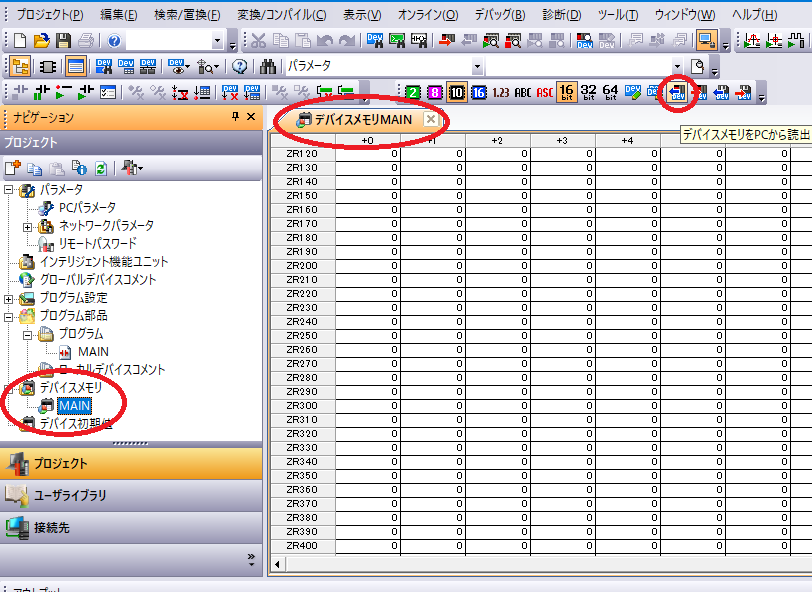 プロジェクト(P) 編集(E) 検索/置換(F) 変換/コンパイル(C) 表示(V) オンライン(O) デバッグ(B) 診断(D) ツール(T) ウィンドウ(W) ヘルプ(H)
パラメータ
2 8 10 16 1.23 ABC ASC 16bit 32bit 64bit
ナビゲーション
デバイスメモリMAIN
デバイスメモリをPCから読出
プロジェクト
+0 +1 +2 +3 +4
ZR120 0 0 0 0 0 0 0
ZR130 0 0 0 0 0 0 0
ZR140 0 0 0 0 0 0 0
ZR150 0 0 0 0 0 0 0
ZR160 0 0 0 0 0 0 0
ZR170 0 0 0 0 0 0 0
ZR180 0 0 0 0 0 0 0
ZR190 0 0 0 0 0 0 0
ZR200 0 0 0 0 0 0 0
ZR210 0 0 0 0 0 0 0
ZR220 0 0 0 0 0 0 0
ZR230 0 0 0 0 0 0 0
ZR240 0 0 0 0 0 0 0
ZR250 0 0 0 0 0 0 0
ZR260 0 0 0 0 0 0 0
ZR270 0 0 0 0 0 0 0
ZR280 0 0 0 0 0 0 0
ZR290 0 0 0 0 0 0 0
ZR300 0 0 0 0 0 0 0
ZR310 0 0 0 0 0 0 0
ZR320 0 0 0 0 0 0 0
ZR330 0 0 0 0 0 0 0
ZR340 0 0 0 0 0 0 0
ZR350 0 0 0 0 0 0 0
ZR360 0 0 0 0 0 0 0
ZR370 0 0 0 0 0 0 0
ZR380 0 0 0 0 0 0 0
ZR390 0 0 0 0 0 0 0
ZR400 0 0 0 0 0 0 0
パラメータ
PCパラメータ
ネットワークパラメータ
リモートパスワード
インテリジェント機能ユニット
グローバルデバイスコメント
プログラム設定
プログラム部品
プログラム
MAIN
ローカルデバイスコメント
デバイスメモリ
MAIN
デバイス初期値
プロジェクト
ユーザライブラリ
接続先